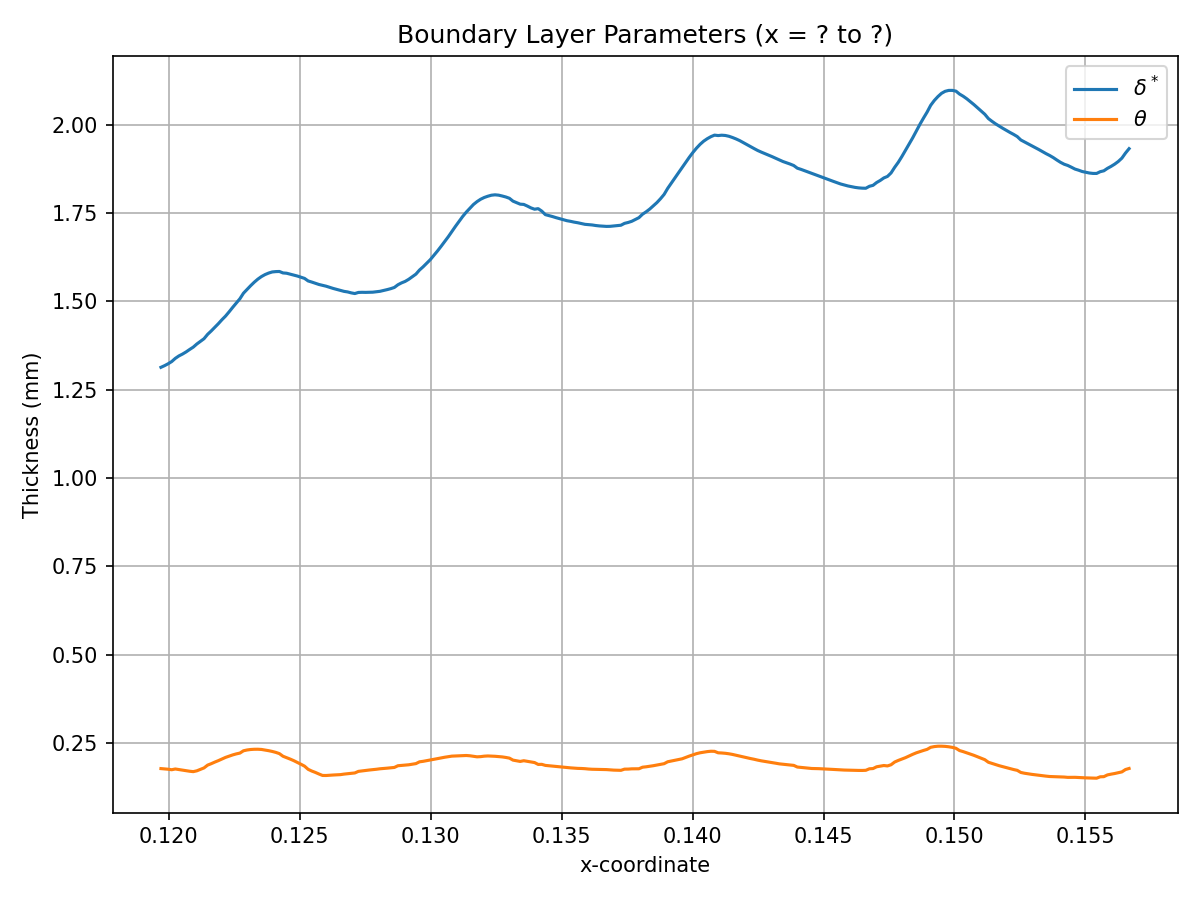 Boundary Layer Parameters (x = ? to ?)
δ*
θ
2.00
1.75
1.50
1.25
1.00
0.75
0.50
0.25
Thickness (mm)
0.120 0.125 0.130 0.135 0.140 0.145 0.150 0.155
x-coordinate